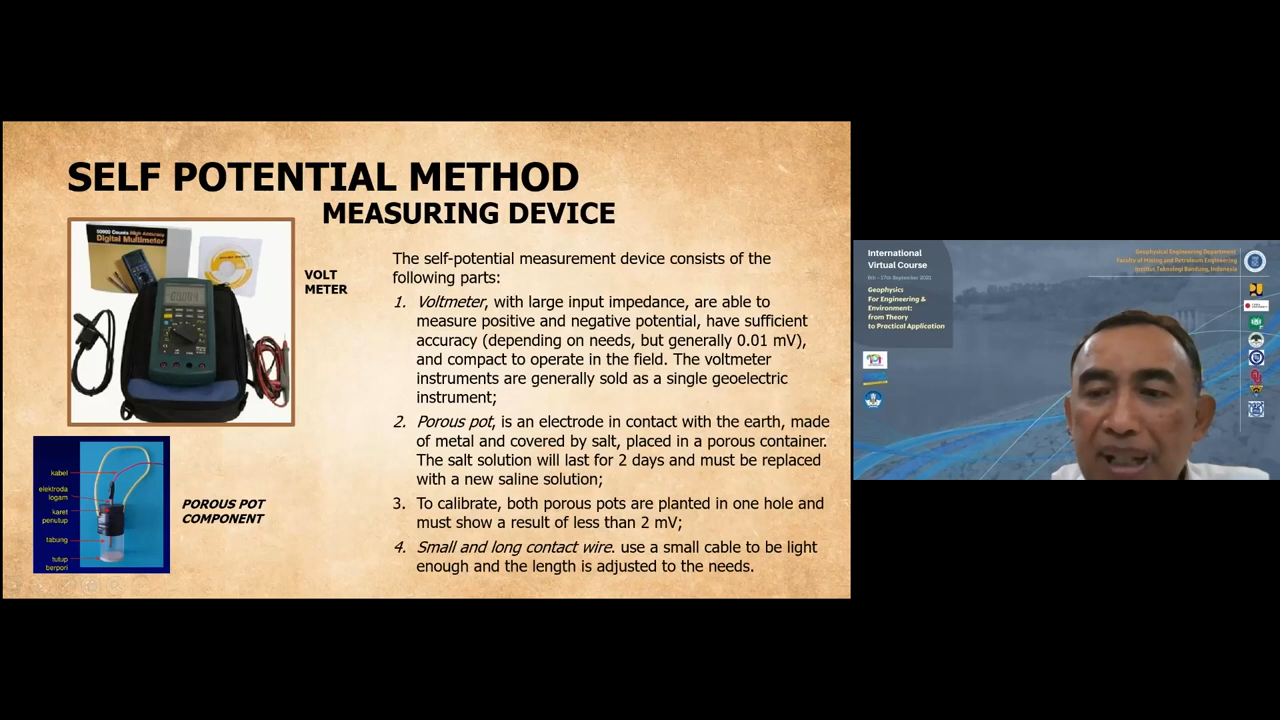 SELF POTENTIAL METHOD
MEASURING DEVICE
50000 Counts High Accuracy
Digital Multimeter
VOLT
METER
The self-potential measurement device consists of the
following parts:
1. Voltmeter, with large input impedance, are able to
measure positive and negative potential, have sufficient
accuracy (depending on needs, but generally 0.01 mV),
and compact to operate in the field. The voltmeter
instruments are generally sold as a single geoelectric
instrument;
2. Porous pot, is an electrode in contact with the earth, made
of metal and covered by salt, placed in a porous container.
The salt solution will last for 2 days and must be replaced
with a new saline solution;
3. To calibrate, both porous pots are planted in one hole and
must show a result of less than 2 mV;
4. Small and long contact wire. use a small cable to be light
enough and the length is adjusted to the needs.
kabel
elektroda
logam
karet
penutup
tabung
tutup
berpori
POROUS POT
COMPONENT
International
Virtual Course
6th - 17th September 2021
Geophysics
For Engineering &
Environment:
from Theory
to Practical Application
Geophysical Engineering Department
Faculty of Mining and Petroleum Engineering
Institut Teknologi Bandung, Indonesia